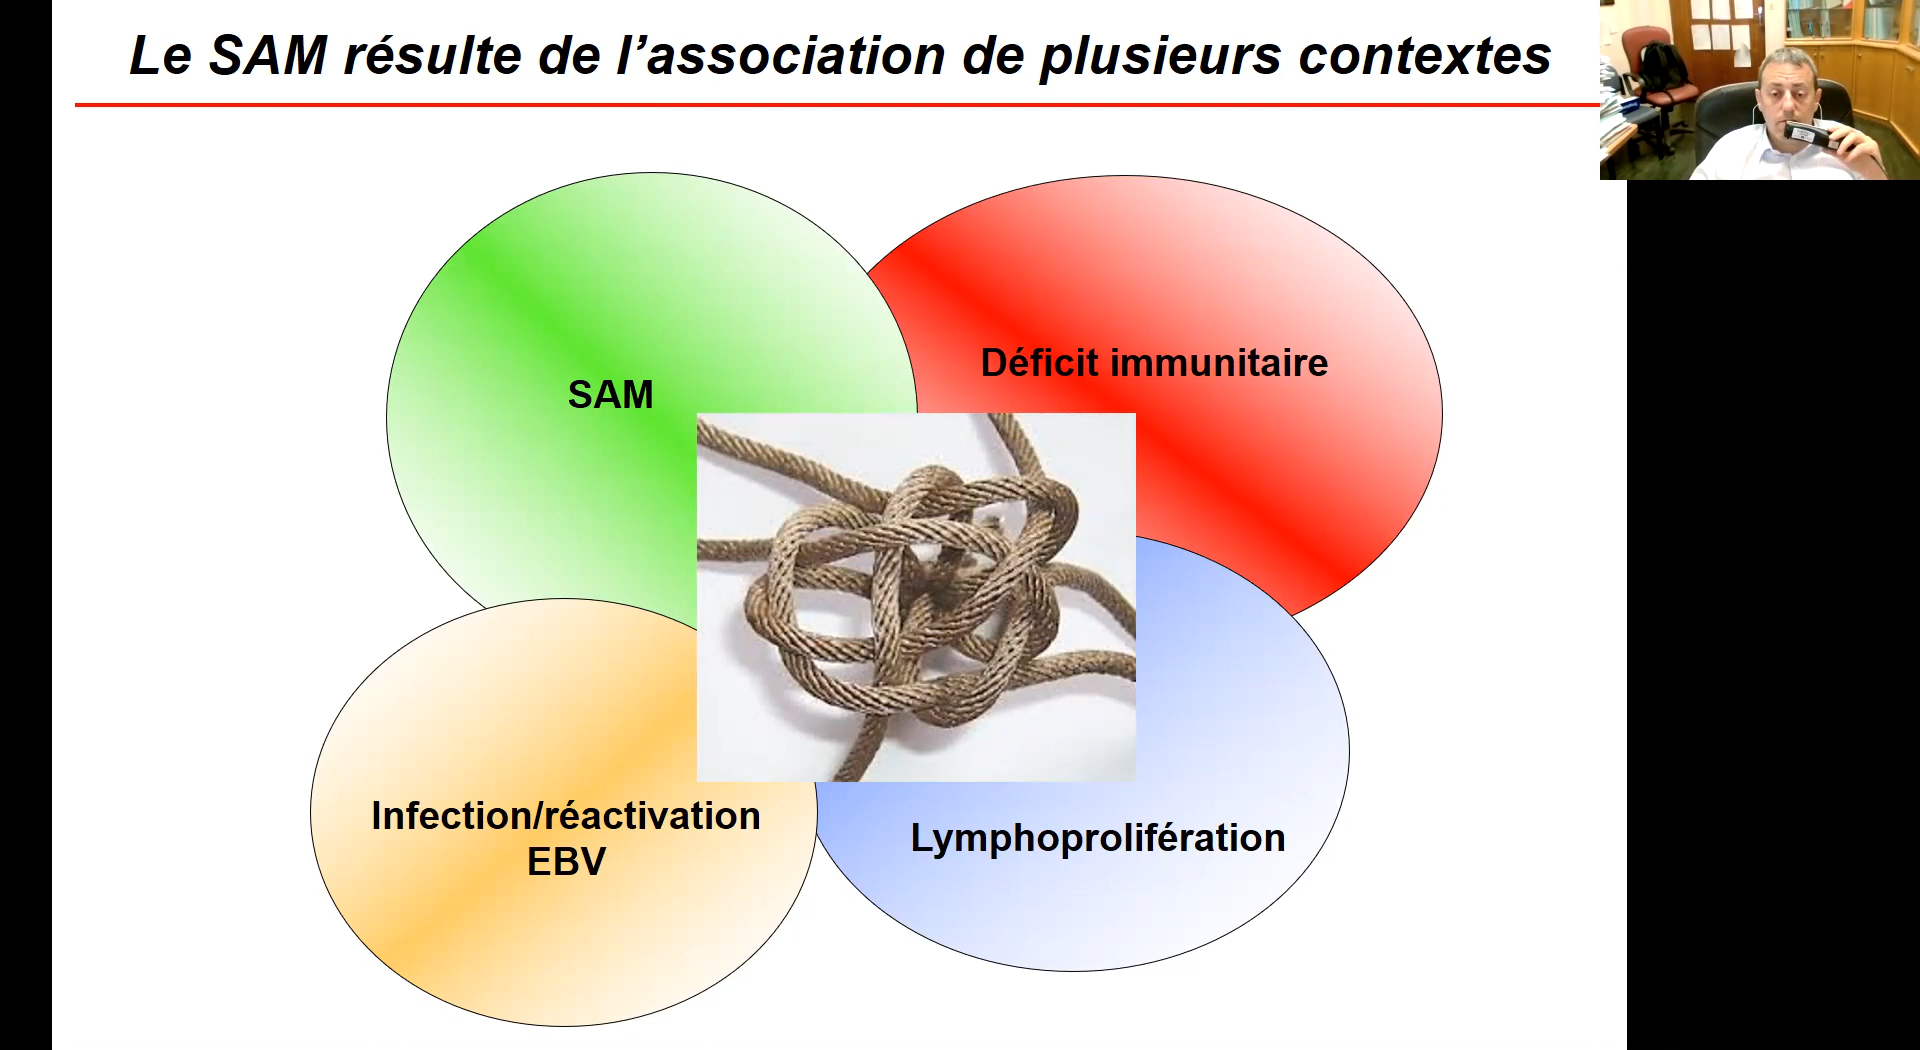 Le SAM résulte de l’association de plusieurs contextes
SAM
Déficit immunitaire
Infection/réactivation
EBV
Lymphoprolifération